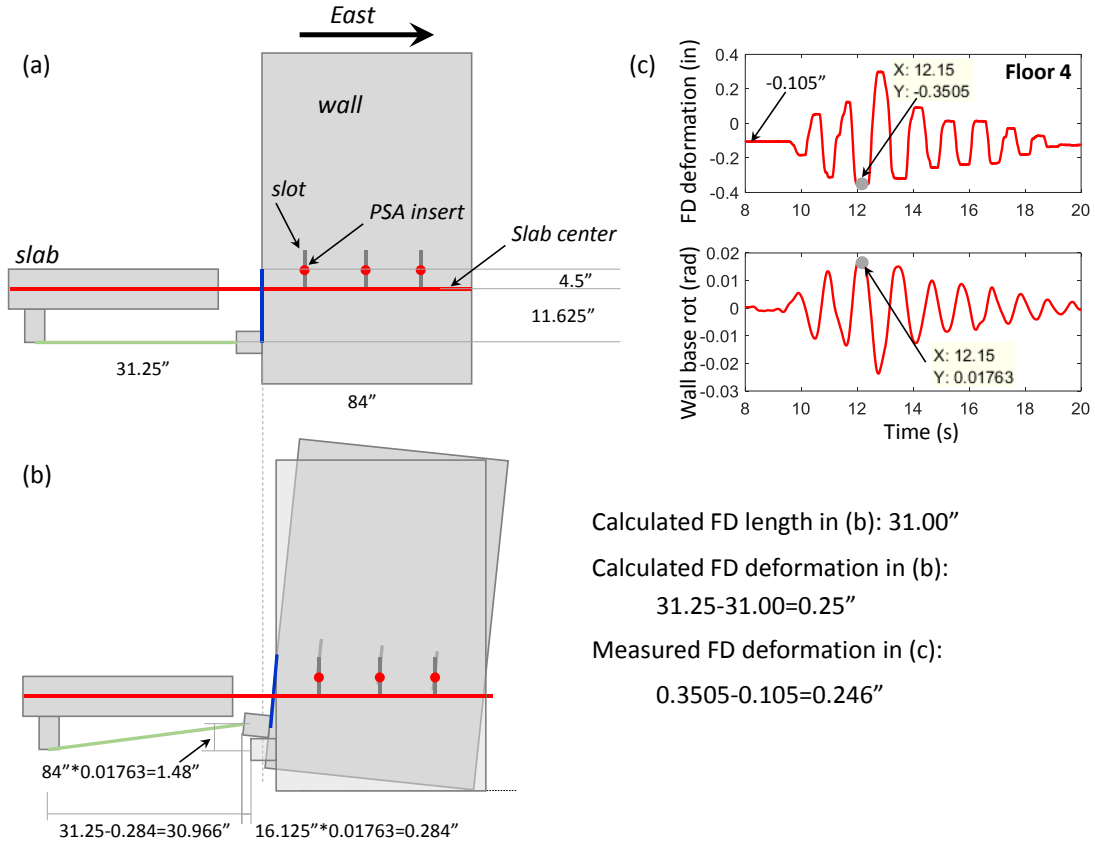 East
(a)
wall
slot
PSA insert
Slab center
slab
4.5”
11.625”
31.25”
84”
(c)
FD deformation (in)
0.4
0.2
0
-0.2
-0.4
-0.105”
X: 12.15
Y: -0.3505
Floor 4
8 10 12 14 16 18 20
Wall base rot (rad)
0.02
0.01
0
-0.01
-0.02
-0.03
X: 12.15
Y: 0.01763
8 10 12 14 16 18 20
Time (s)
(b)
84”*0.01763=1.48”
31.25-0.284=30.966”
16.125”*0.01763=0.284”
Calculated FD length in (b): 31.00”
Calculated FD deformation in (b):
31.25-31.00=0.25”
Measured FD deformation in (c):
0.3505-0.105=0.246”